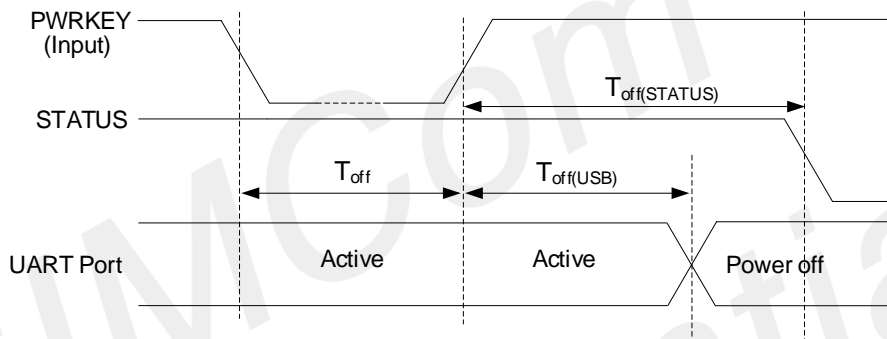 PWRKEY
(Input)
Toff(STATUS)
STATUS
Toff
Toff(USB)
UART Port
Active
Active
Power off